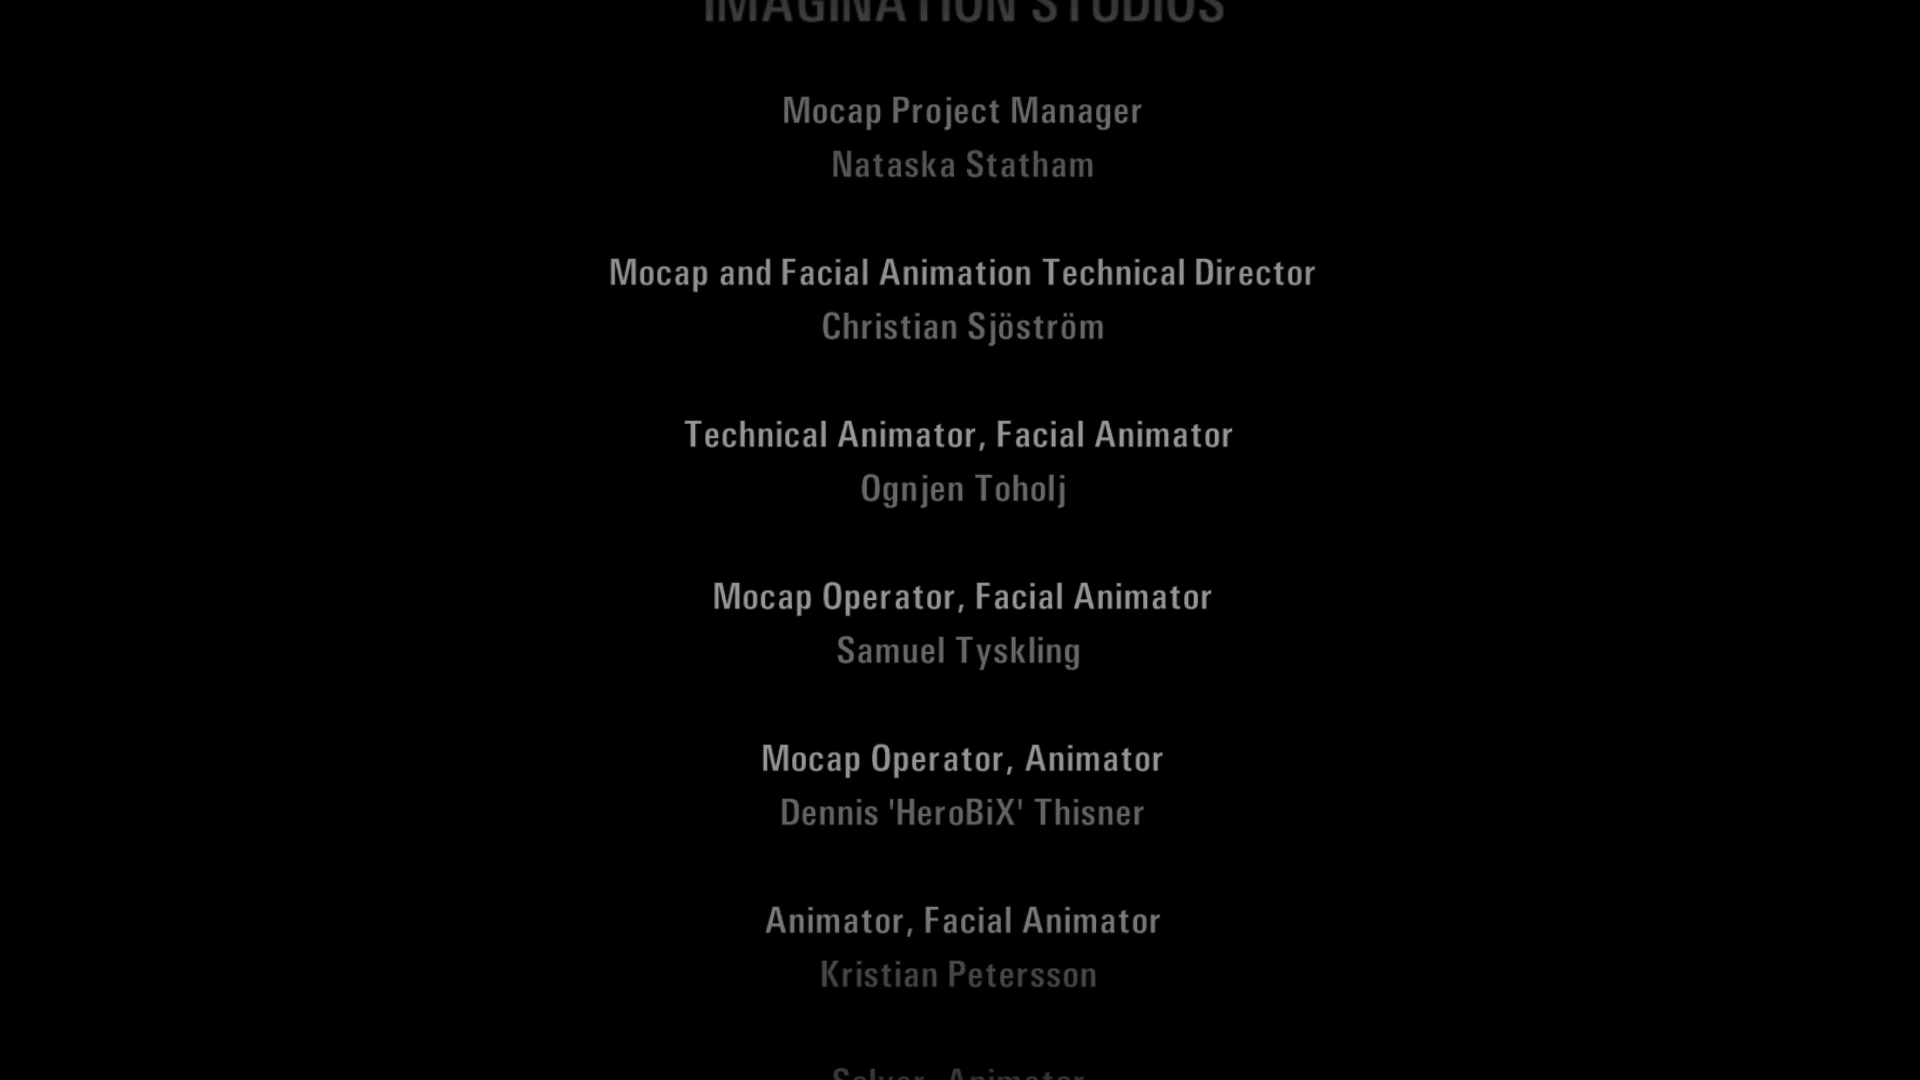 IMAGINATION STUDIOS
Mocap Project Manager
Nataska Statham
Mocap and Facial Animation Technical Director
Christian Sjöström
Technical Animator, Facial Animator
Ognjen Toholj
Mocap Operator, Facial Animator
Samuel Tyskling
Mocap Operator, Animator
Dennis 'HeroBiX' Thisner
Animator, Facial Animator
Kristian Petersson
Solver, Animator